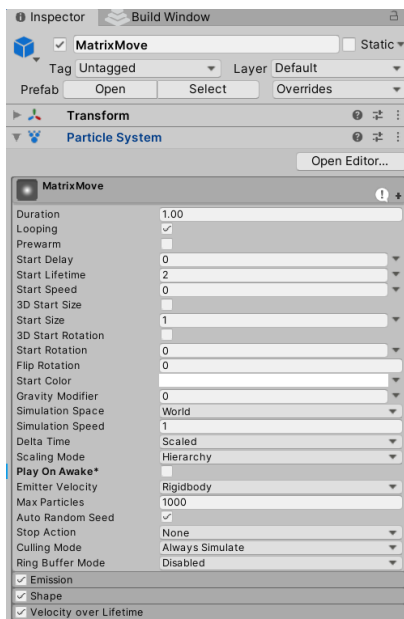 Inspector Build Window
MatrixMove Static
Tag Untagged Layer Default
Prefab Open Select Overrides
Transform
Particle System
Open Editor...
MatrixMove
Duration 1.00
Looping
Prewarm
Start Delay 0
Start Lifetime 2
Start Speed 0
3D Start Size
Start Size 1
3D Start Rotation
Start Rotation 0
Flip Rotation 0
Start Color
Gravity Modifier 0
Simulation Space World
Simulation Speed 1
Delta Time Scaled
Scaling Mode Hierarchy
Play On Awake*
Emitter Velocity Rigidbody
Max Particles 1000
Auto Random Seed
Stop Action None
Culling Mode Always Simulate
Ring Buffer Mode Disabled
Emission
Shape
Velocity over Lifetime